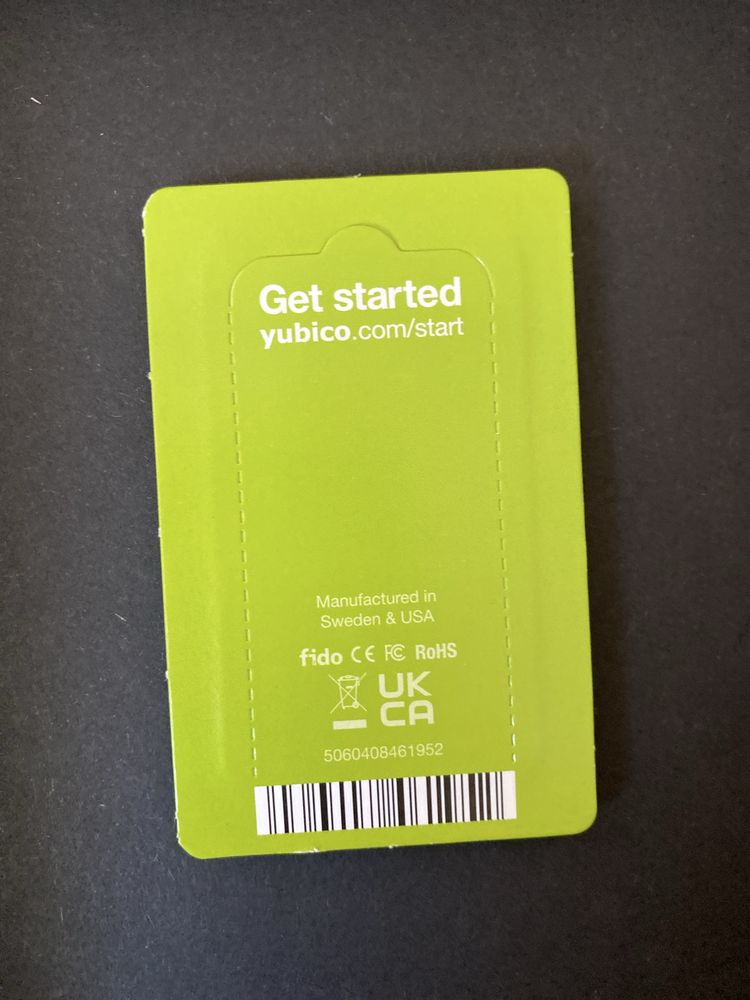 Get started
yubico.com/start
Manufactured in
Sweden & USA
fido CE FC RoHS
UK
CA
5060408461952